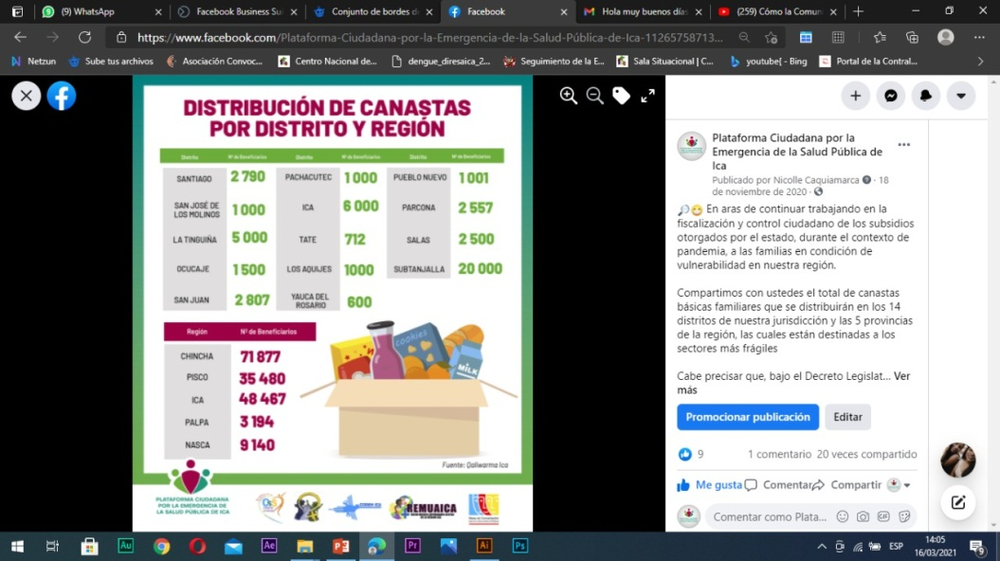 (9) WhatsApp
Facebook Business Su
Conjunto de bordes d
Facebook
Hola muy buenos días
(259) Cómo la Comun
https://www.facebook.com/Plataforma-Ciudadana-por-la-Emergencia-de-la-Salud-Pública-de-Ica-11265758713...
Netzun
Sube tus archivos
Asociación Convoc...
Centro Nacional de...
dengue_diresaica_2...
Seguimiento de la E...
Sala Situacional | C...
youtube{ - Bing
Portal de la Contral...
DISTRIBUCIÓN DE CANASTAS
POR DISTRITO Y REGIÓN
Distrito Nº de Beneficiarios Distrito Nº de Beneficiarios Distrito Nº de Beneficiarios
SANTIAGO 2 790 PACHACUTEC 1 000 PUEBLO NUEVO 1 001
SAN JOSÉ DE
LOS MOLINOS 1 000 ICA 6 000 PARCONA 2 557
LA TINGUIÑA 5 000 TATE 712 SALAS 2 500
OCUCAJE 1 500 LOS AQUIJES 1000 SUBTANJALLA 20 000
SAN JUAN 2 807 YAUCA DEL
ROSARIO 600
Región Nº de Beneficiarios
CHINCHA 71 877
PISCO 35 480
ICA 48 467
PALPA 3 194
NASCA 9 140
cookies
MILK
Fuente: Qaliwarma Ica
PLATAFORMA CIUDADANA
POR LA EMERGENCIA DE
LA SALUD PÚBLICA DE ICA
REMUAICA
Plataforma Ciudadana por la
Emergencia de la Salud Pública de
Ica
Publicado por Nicolle Caquiamarca · 18
de noviembre de 2020 ·
En aras de continuar trabajando en la
fiscalización y control ciudadano de los subsidios
otorgados por el estado, durante el contexto de
pandemia, a las familias en condición de
vulnerabilidad en nuestra región.
Compartimos con ustedes el total de canastas
básicas familiares que se distribuirán en los 14
distritos de nuestra jurisdicción y las 5 provincias
de la región, las cuales están destinadas a los
sectores más frágiles
Cabe precisar que, bajo el Decreto Legislat... Ver
más
Promocionar publicación
Editar
9 1 comentario 20 veces compartido
Me gusta Comentar Compartir
Comentar como Plata...
GIF
Au
Ae
Pr
Ai
Ps
ESP
14:05
16/03/2021
9